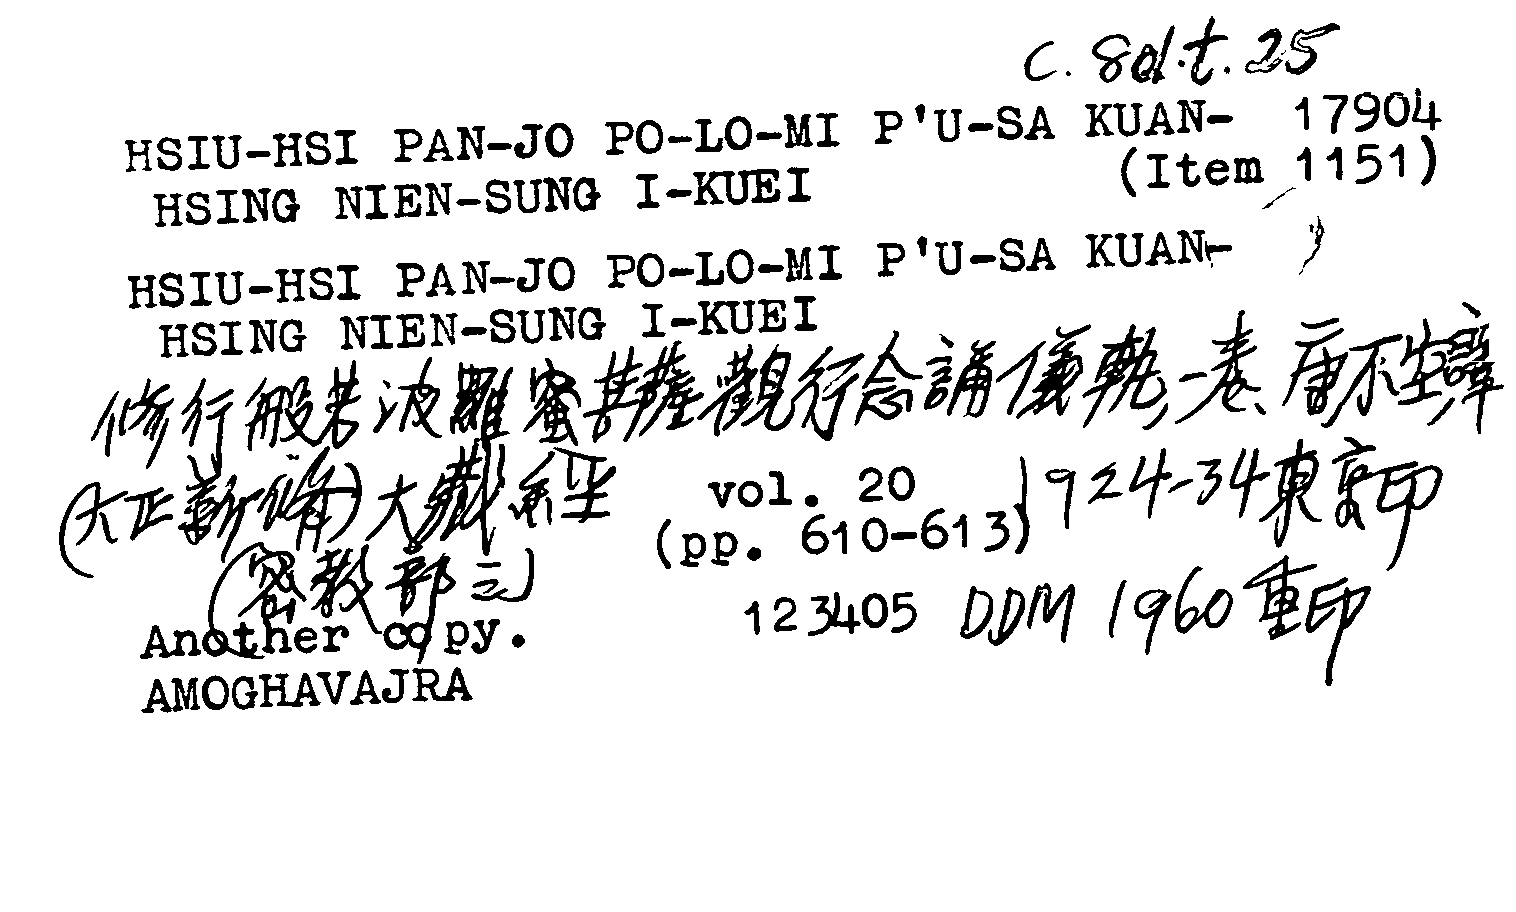 C. 801.t.25
HSIU-HSI PAN-JO PO-LO-MI P'U-SA KUAN- 17904
HSING NIEN-SUNG I-KUEI (Item 1151)
HSIU-HSI PAN-JO PO-LO-MI P'U-SA KUAN-
HSING NIEN-SUNG I-KUEI
修行般若波羅蜜菩薩觀行念誦儀軌, 一卷、唐不空譯
(大正新脩)大藏經 vol. 20 1924-34東京印
(密教部三) (pp. 610-613)
Another copy. 123405 DDM 1960重印
AMOGHAVAJRA